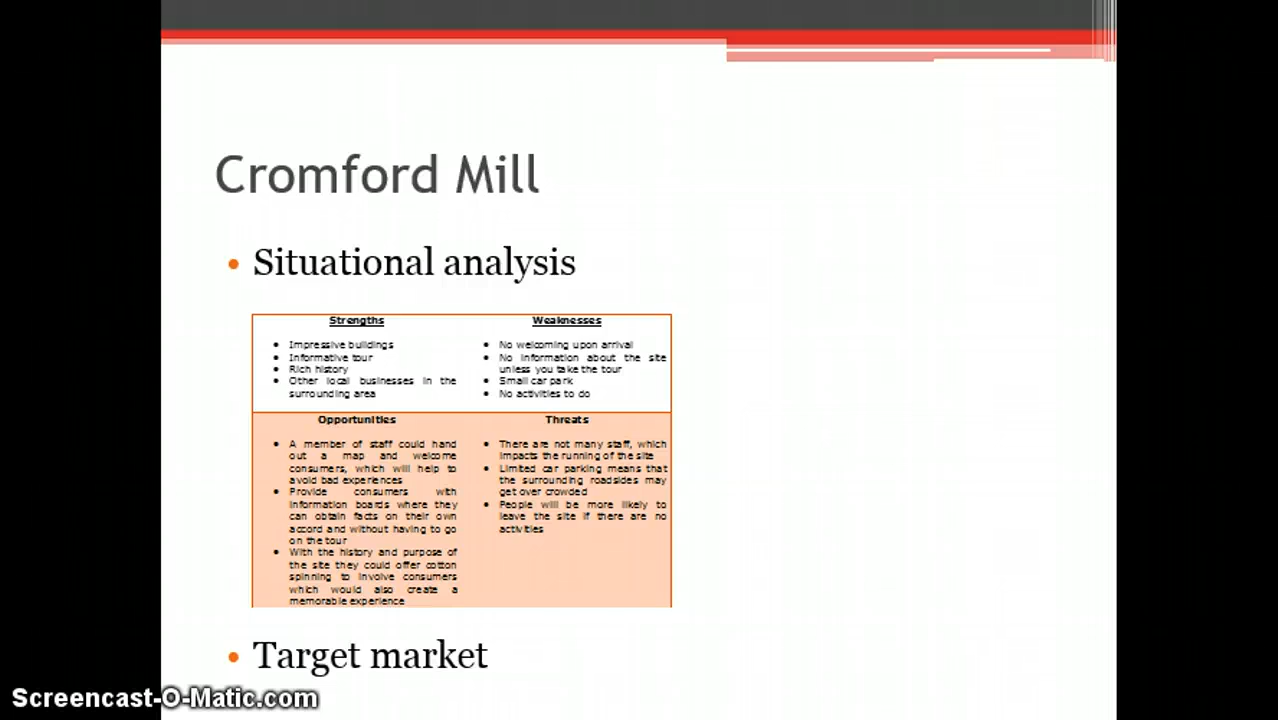 Cromford Mill
• Situational analysis
Strengths
• Impressive buildings
• Informative tour
• Rich history
• Other local businesses in the
surrounding area
Weaknesses
• No welcoming upon arrival
• No information about the site
unless you take the tour
• Small car park
• No activities to do
Opportunities
• A member of staff could hand
out a map and welcome
consumers, which will help to
avoid bad experiences
• Provide consumers with
information boards where they
can obtain facts on their own
accord and without having to go
on the tour
• With the history and purpose of
the site they could offer cotton
spinning to involve consumers
which would also create a
memorable experience
Threats
• There are not many staff, which
impacts the running of the site
• Limited car parking means that
the surrounding roadsides may
get over crowded
• People will be more likely to
leave the site if there are no
activities
• Target market
Screencast-O-Matic.com